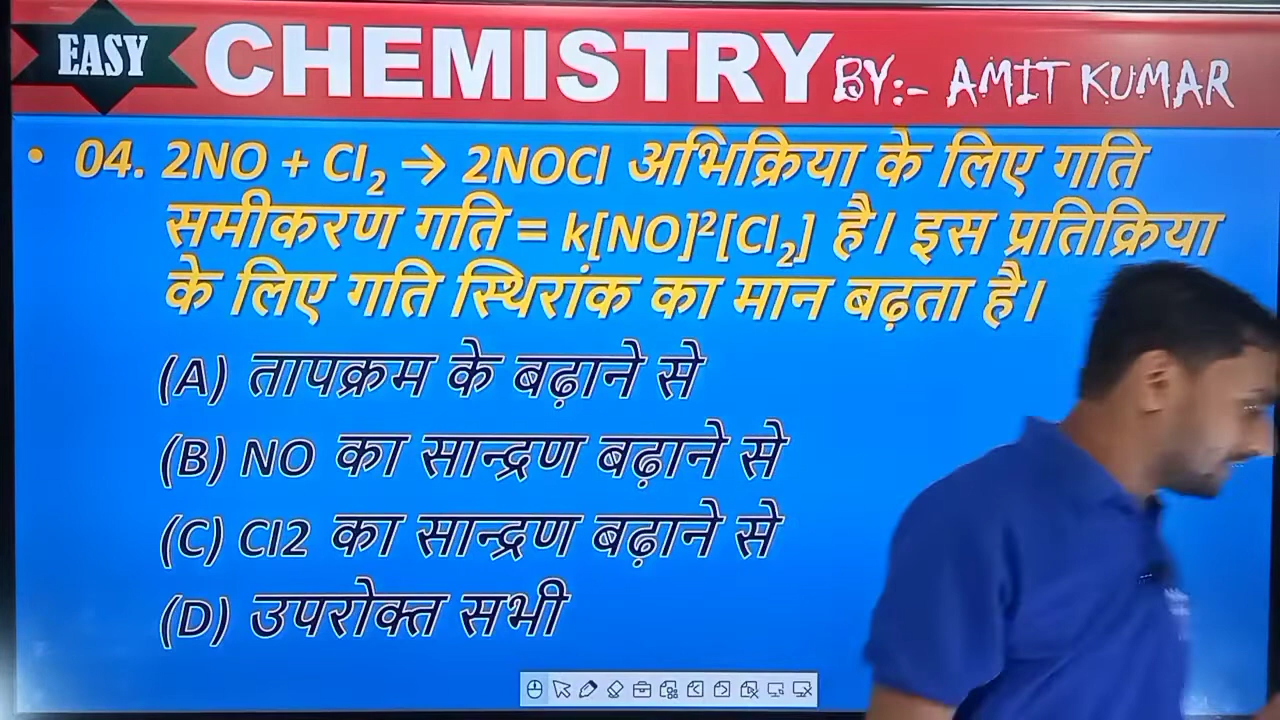 EASY CHEMISTRY BY:- AMIT KUMAR
• 04. 2NO + Cl₂ → 2NOCl अभिक्रिया के लिए गति
समीकरण गति = k[NO]²[Cl₂] है। इस प्रतिक्रिया
के लिए गति स्थिरांक का मान बढ़ता है।
(A) तापक्रम के बढ़ाने से
(B) NO का सान्द्रण बढ़ाने से
(C) Cl2 का सान्द्रण बढ़ाने से
(D) उपरोक्त सभी